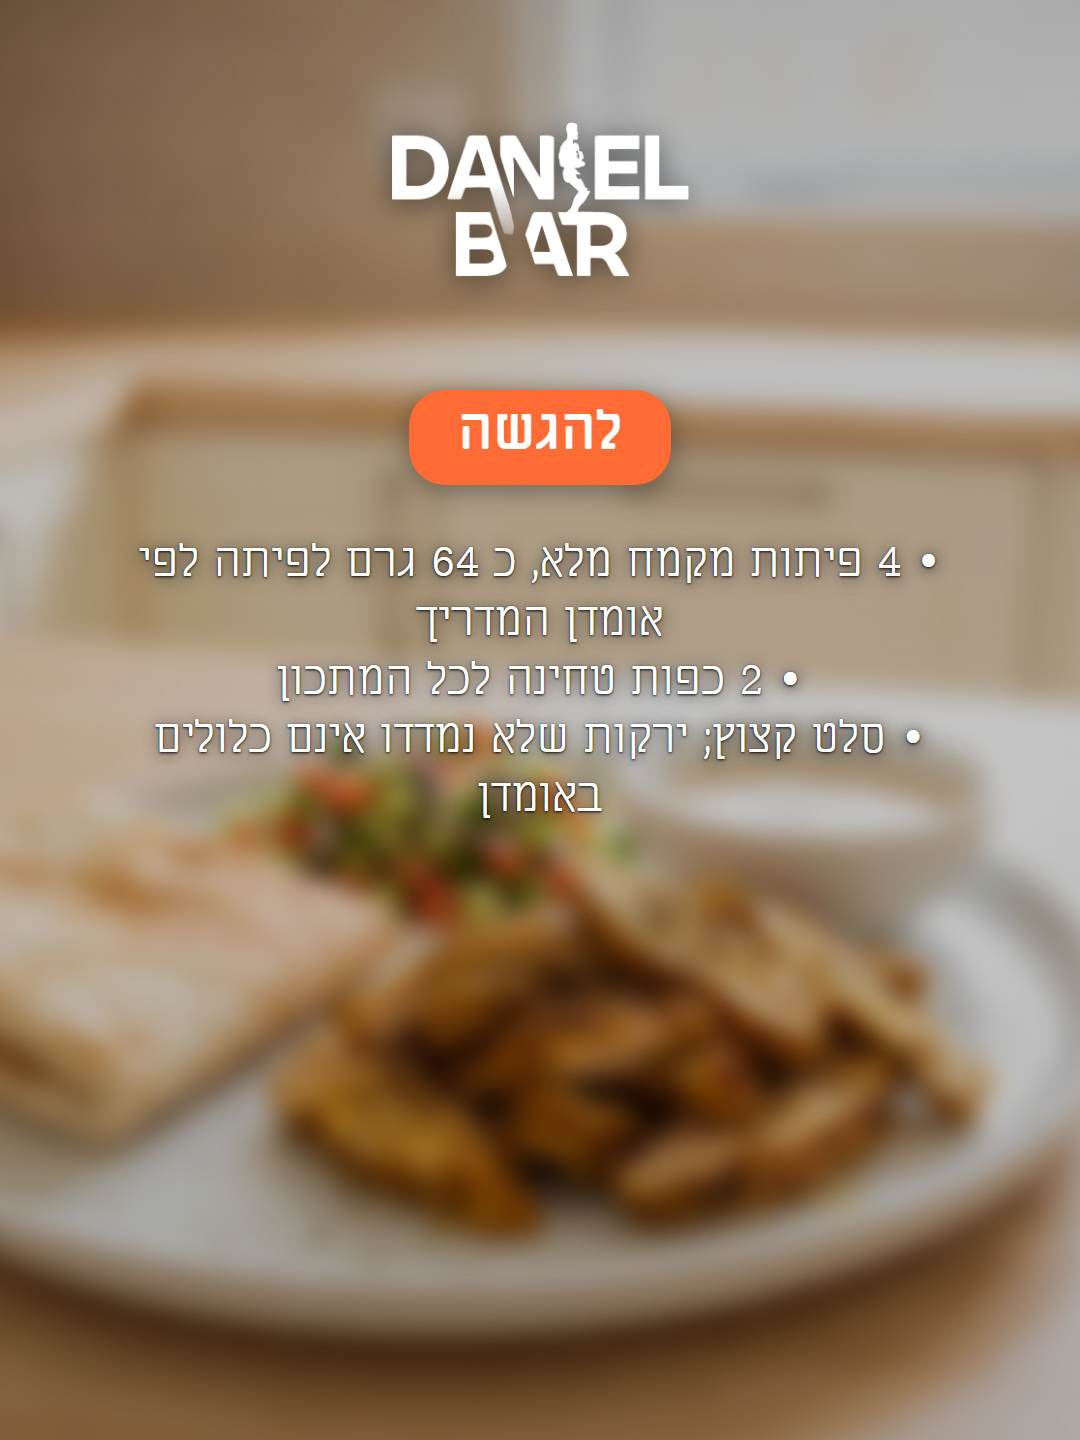 DANIEL
BAR
להגשה
• 4 פיתות מקמח מלא, כ 64 גרם לפיתה לפי
אומדן המדריך
• 2 כפות טחינה לכל המתכון
• סלט קצוץ; ירקות שלא נמדדו אינם כלולים
באומדן